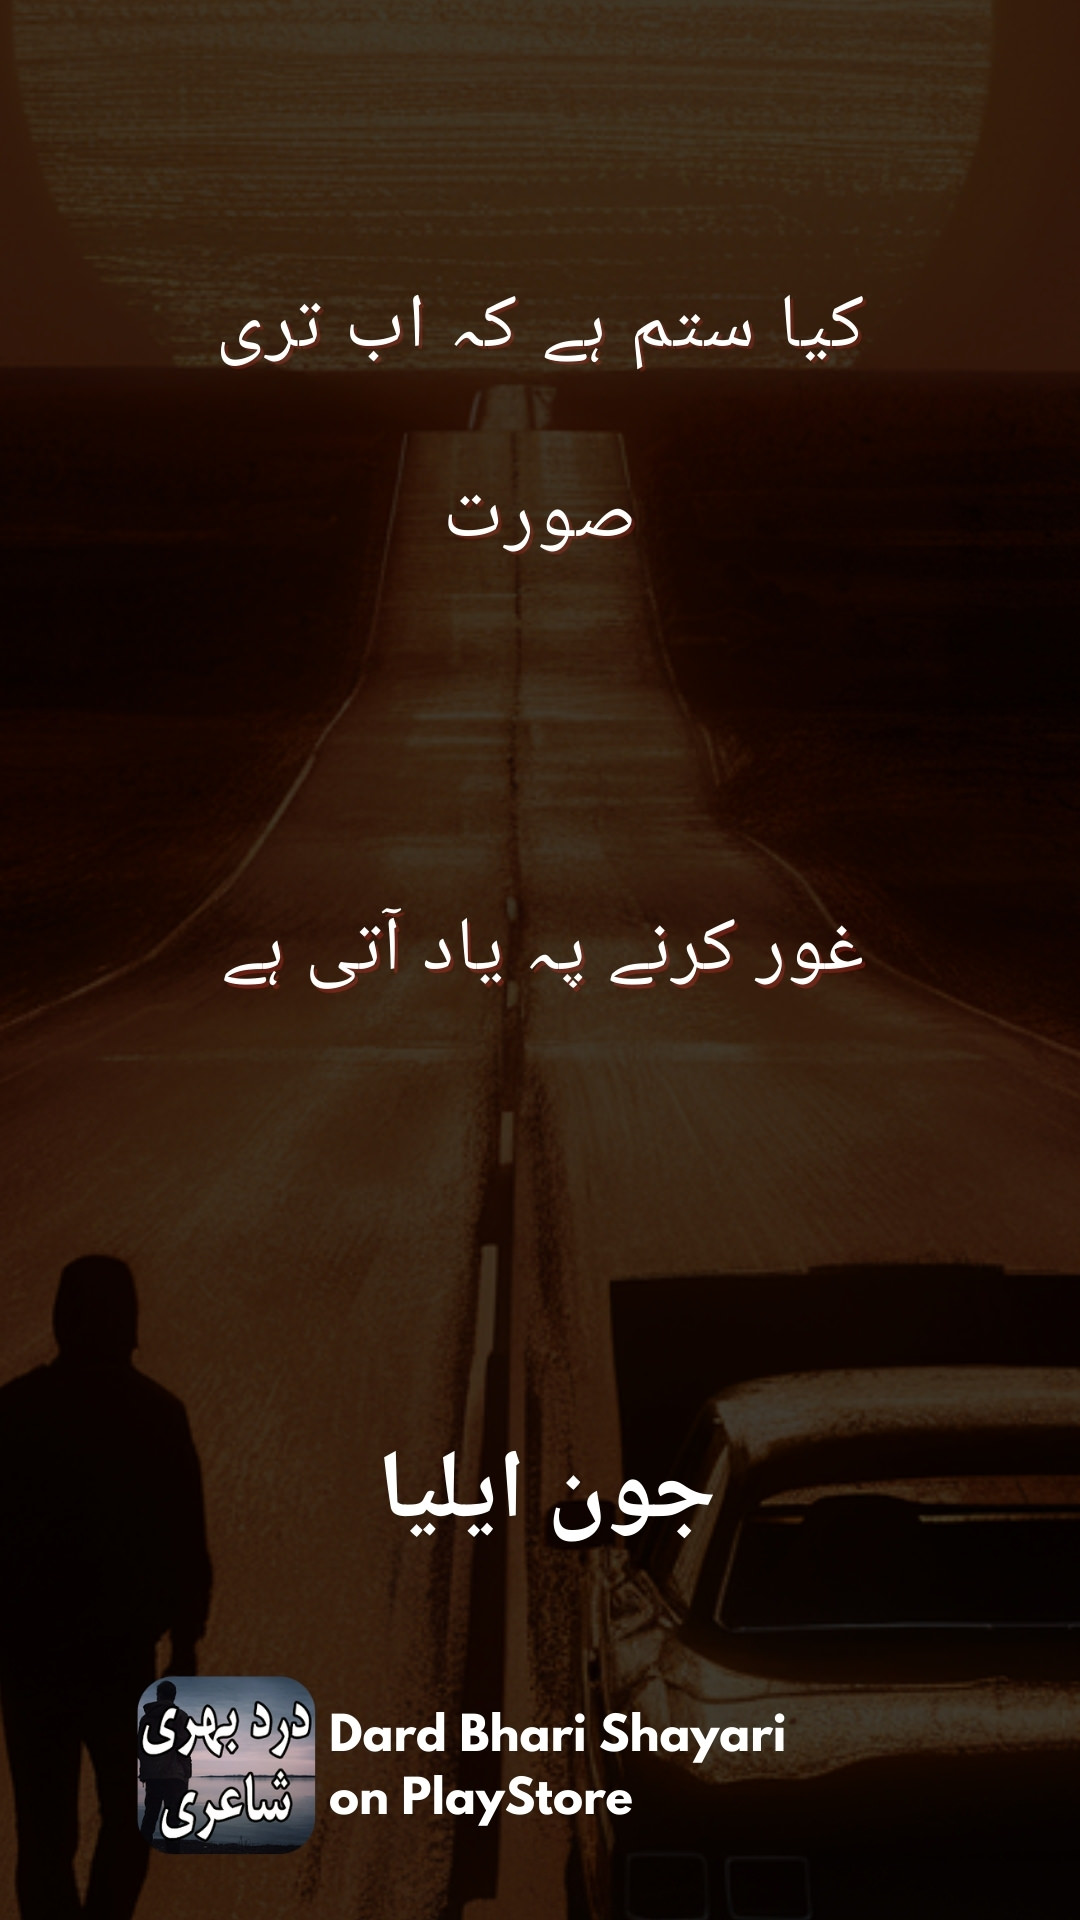 کیا ستم ہے کہ اب تری
صورت
غور کرنے پہ یاد آتی ہے
جون ایلیا
درد بھری
شاعری
Dard Bhari Shayari
on PlayStore